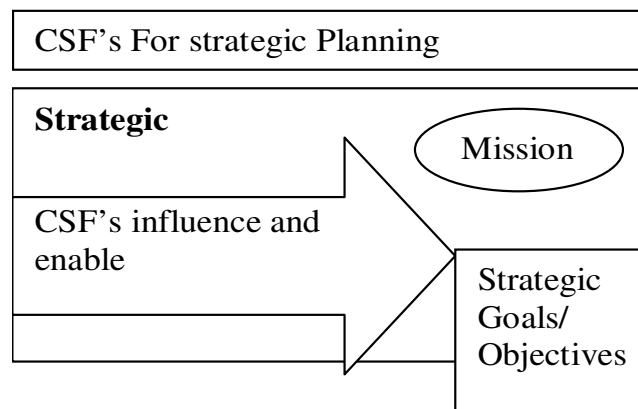 CSF's For strategic Planning
Strategic
Mission
CSF's influence and
enable
Strategic
Goals/
Objectives